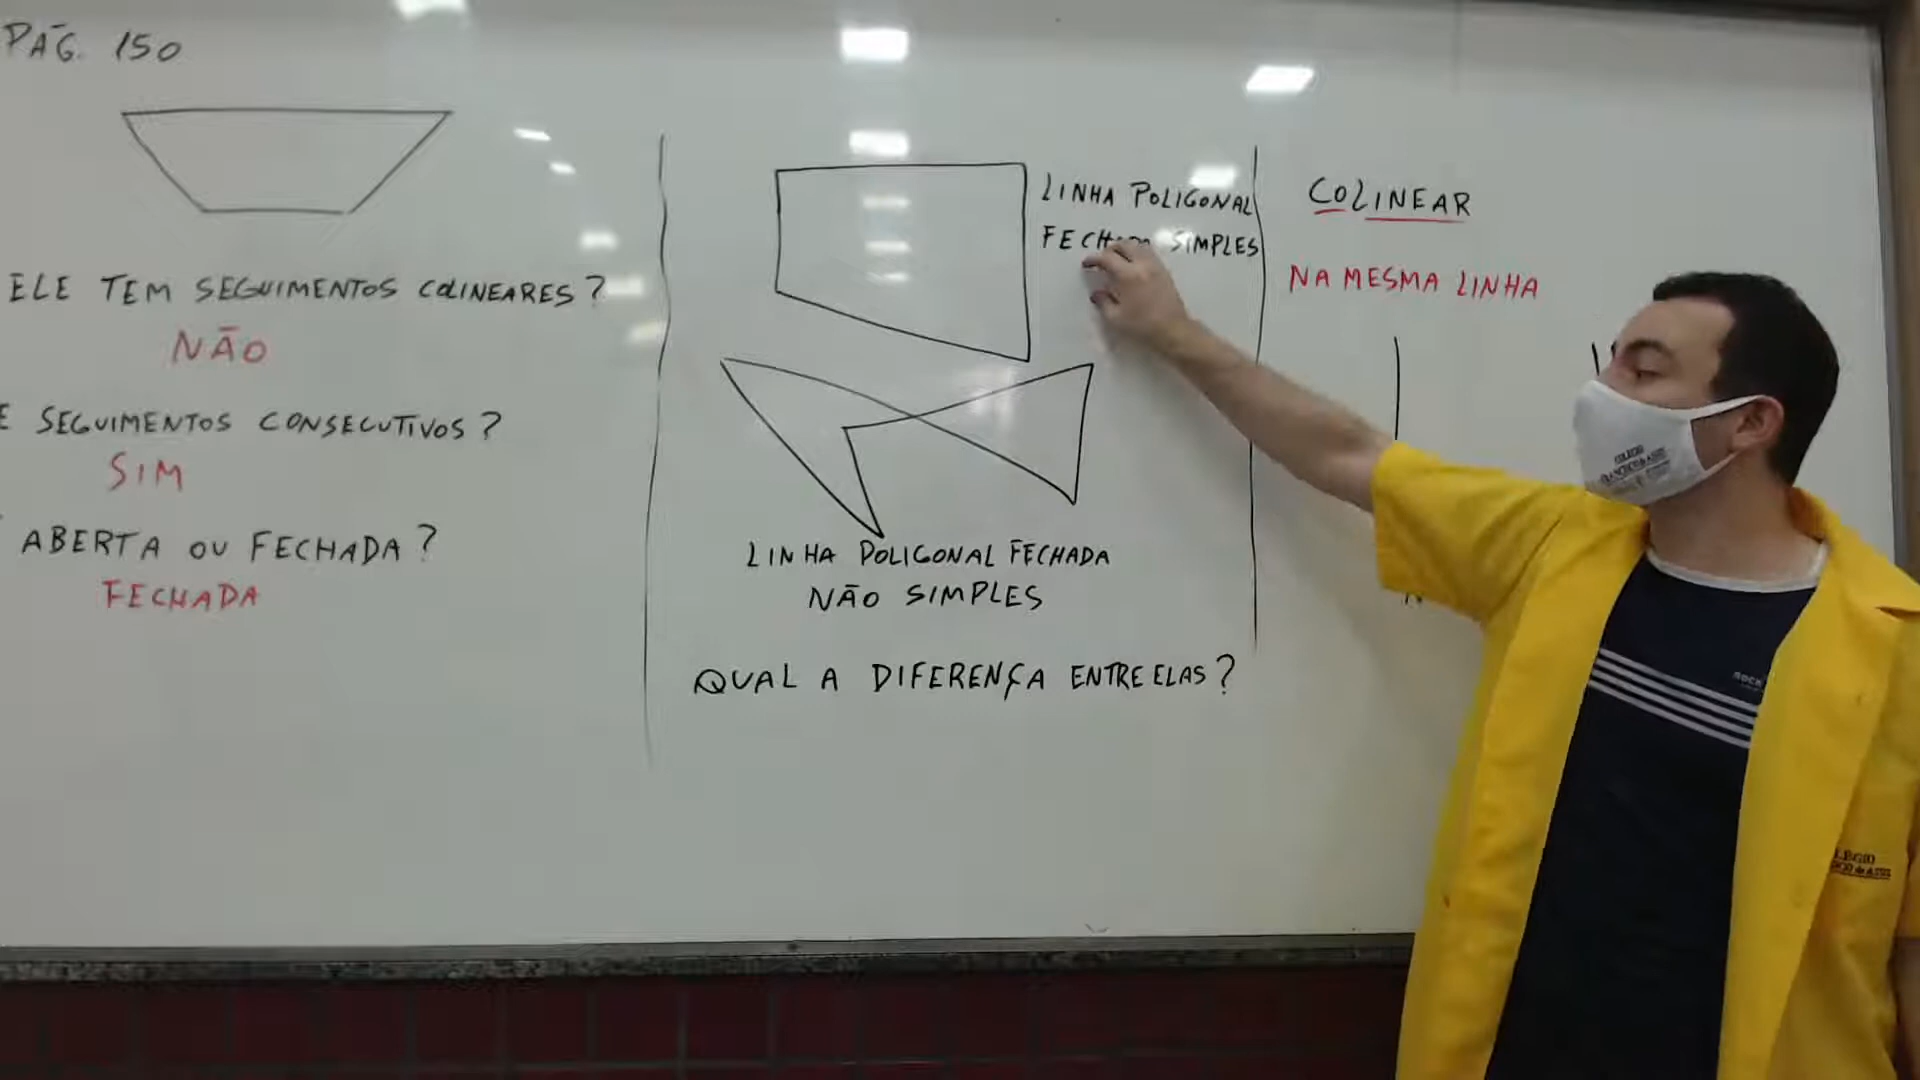 PÁG. 150
ELE TEM SEGUIMENTOS COLINEARES?
NÃO
E SEGUIMENTOS CONSECUTIVOS?
SIM
ABERTA OU FECHADA?
FECHADA
LINHA POLIGONAL
FECHADA SIMPLES
LINHA POLIGONAL FECHADA
NÃO SIMPLES
QUAL A DIFERENÇA ENTRE ELAS?
COLINEAR
NA MESMA LINHA